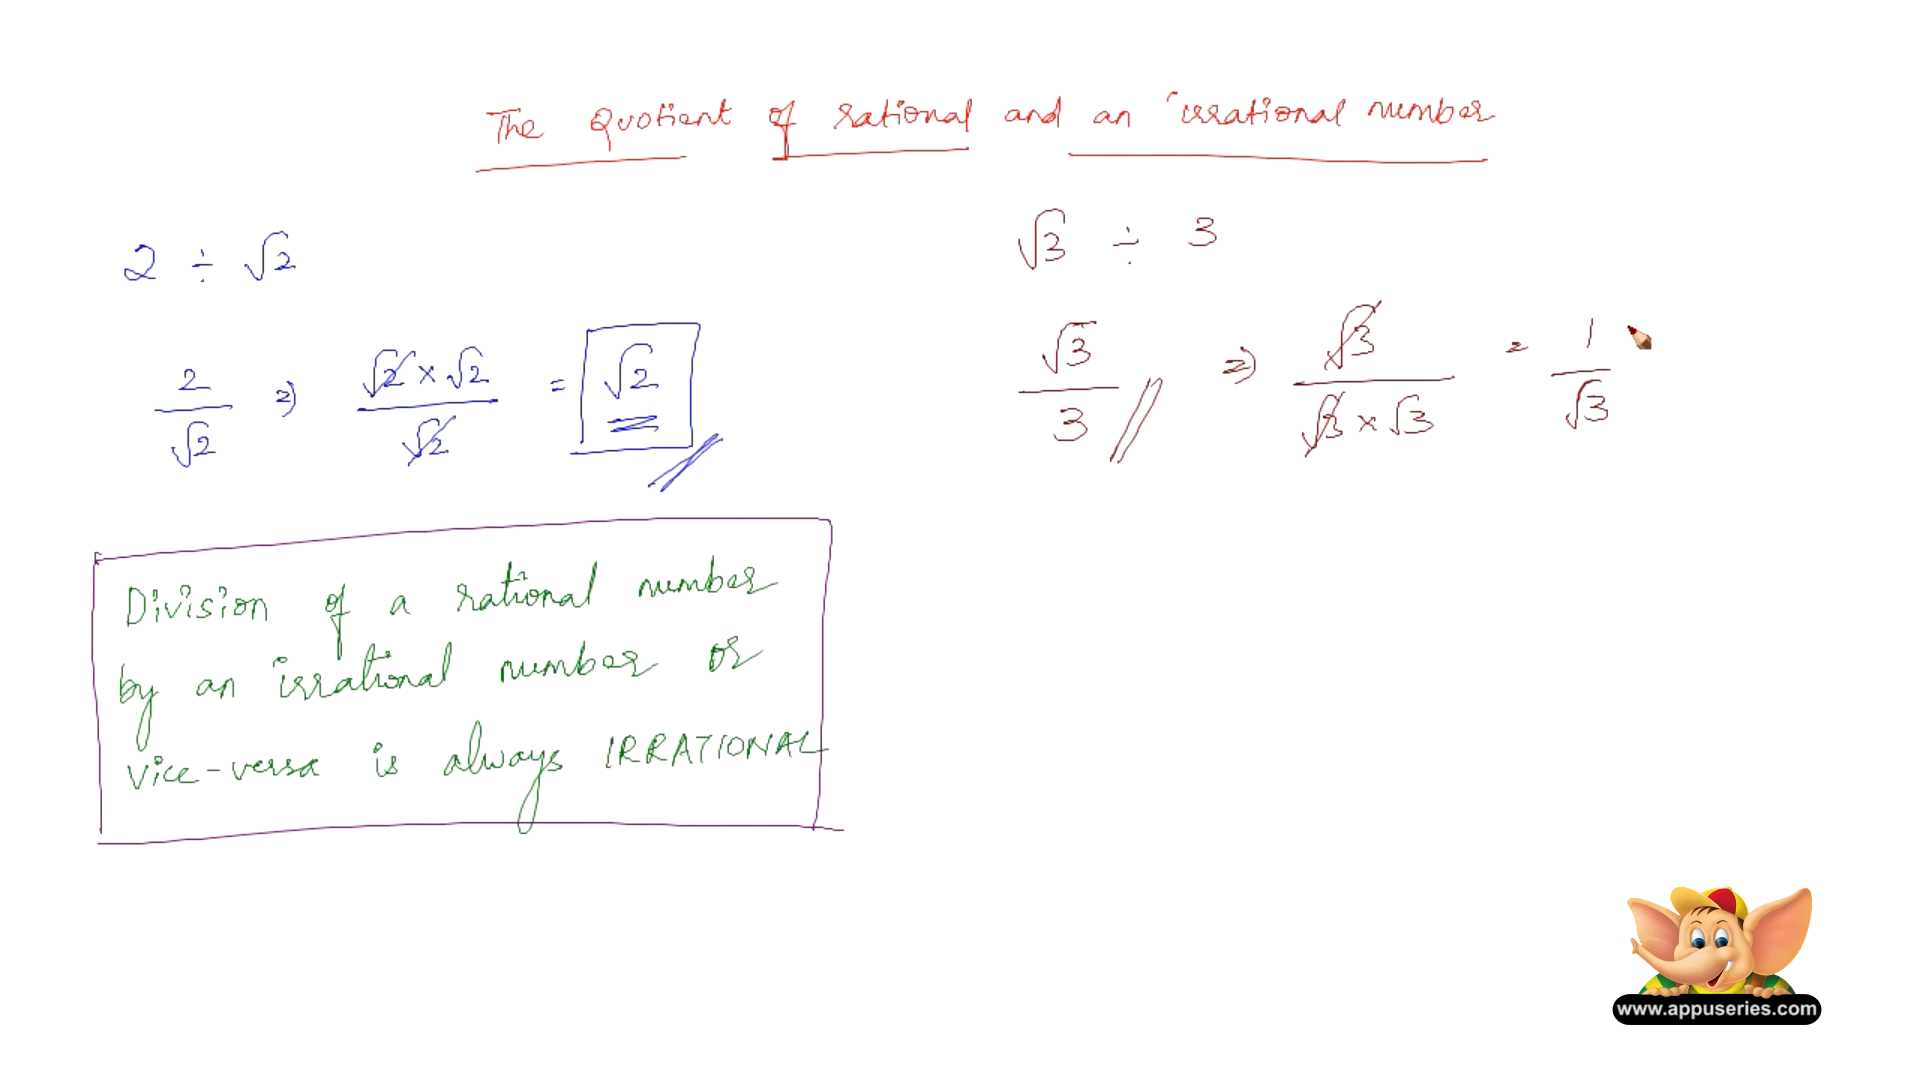 The Quotient of rational and an irrational number
2 ÷ √2
2/√2 => (√2 × √2)/√2 = √2
√3 ÷ 3
√3/3 => √3/(√3 × √3) = 1/√3
Division of a rational number
by an irrational number or
vice-versa is always IRRATIONAL
www.appuseries.com